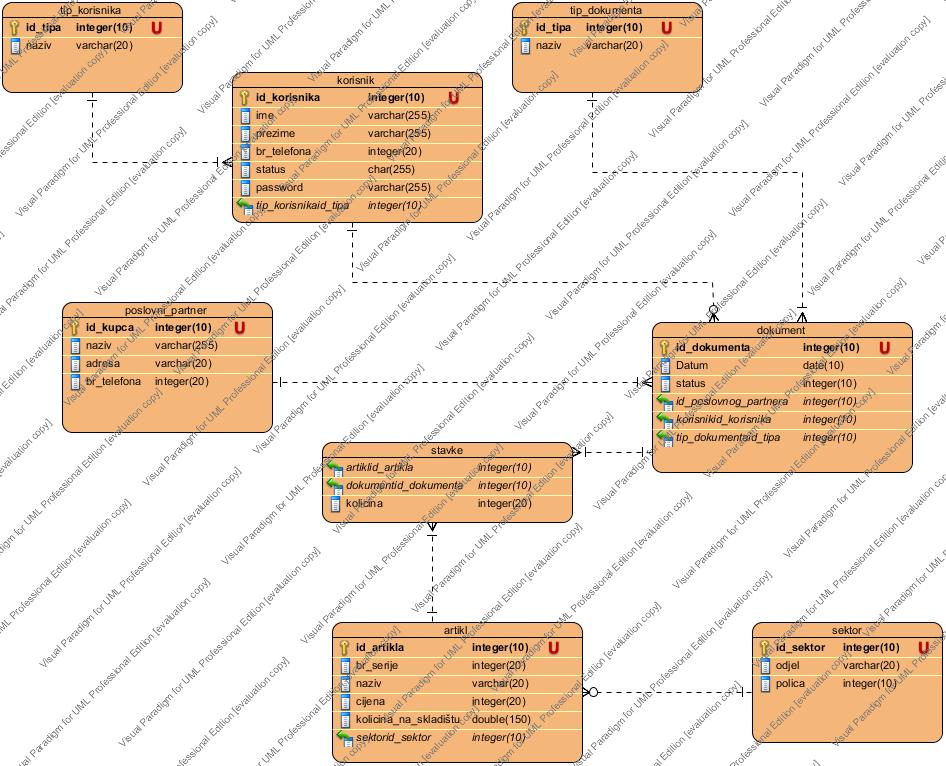 tip_korisnika
id_tipa integer(10) U
naziv varchar(20)
tip_dokumenta
id_tipa integer(10) U
naziv varchar(20)
korisnik
id_korisnika integer(10) U
ime varchar(255)
prezime varchar(255)
br_telefona integer(20)
status char(255)
password varchar(255)
tip_korisnikaid_tipa integer(10)
poslovni_partner
id_kupca integer(10) U
naziv varchar(255)
adresa varchar(20)
br_telefona integer(20)
dokument
id_dokumenta integer(10) U
Datum date(10)
status integer(10)
id_poslovnog_partnera integer(10)
korisnikid_korisnika integer(10)
tip_dokumentaid_tipa integer(10)
stavke
artiklid_artikla integer(10)
dokumentid_dokumenta integer(10)
kolicina integer(20)
artikl
id_artikla integer(10) U
br_serije integer(20)
naziv varchar(20)
cijena integer(20)
kolicina_na_skladištu double(150)
sektorid_sektor integer(10)
sektor
id_sektor integer(10) U
odjel varchar(20)
polica integer(10)
Visual Paradigm for UML Professional Edition [evaluation copy]